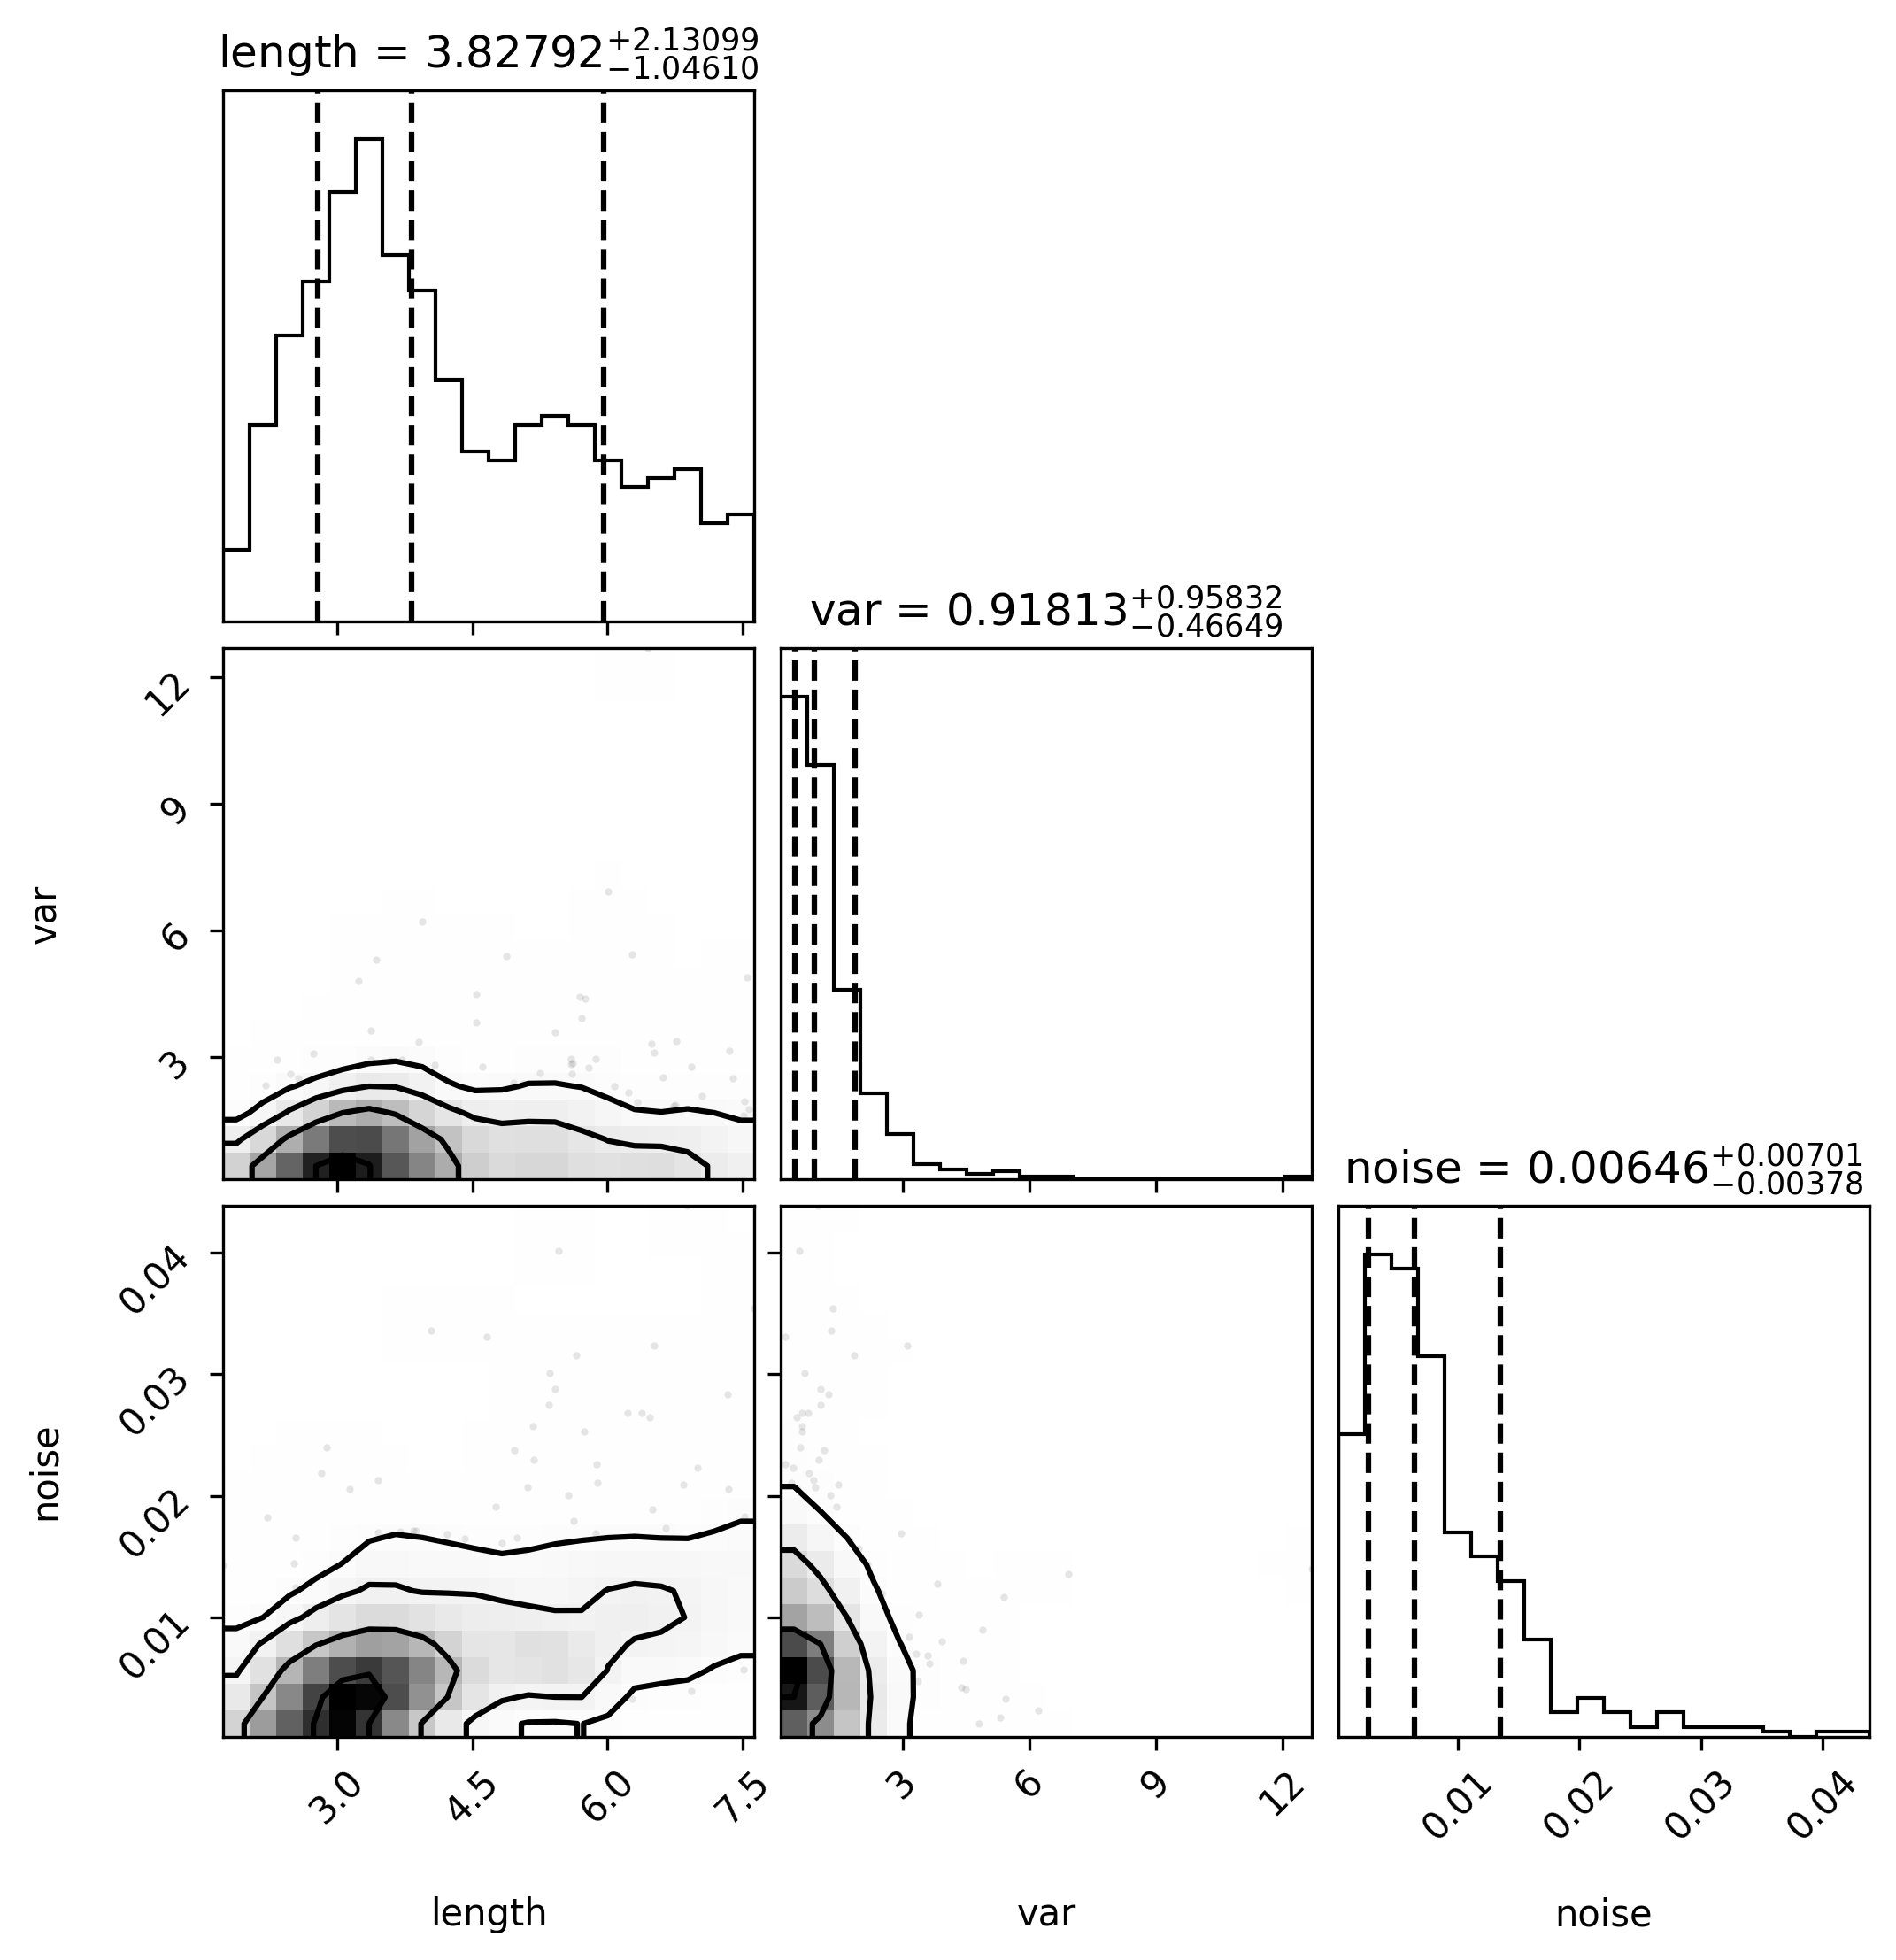 length = 3.82792+2.13099−1.04610
var = 0.91813+0.95832−0.46649
12
9
6
3
var
noise = 0.00646+0.00701−0.00378
0.04
0.03
0.02
0.01
noise
3.0 4.5 6.0 7.5 3 6 9 12 0.01 0.02 0.03 0.04
length var noise